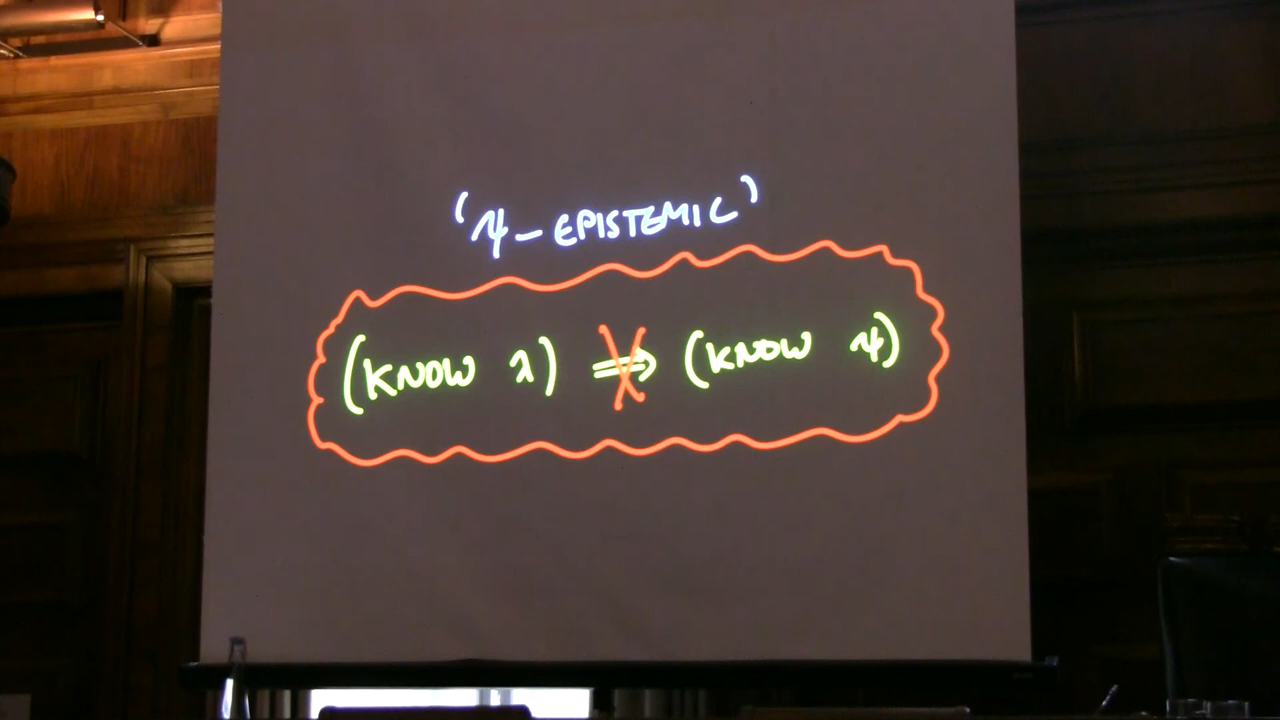 'ψ-EPISTEMIC'
(KNOW λ) ⇏ (KNOW ψ)